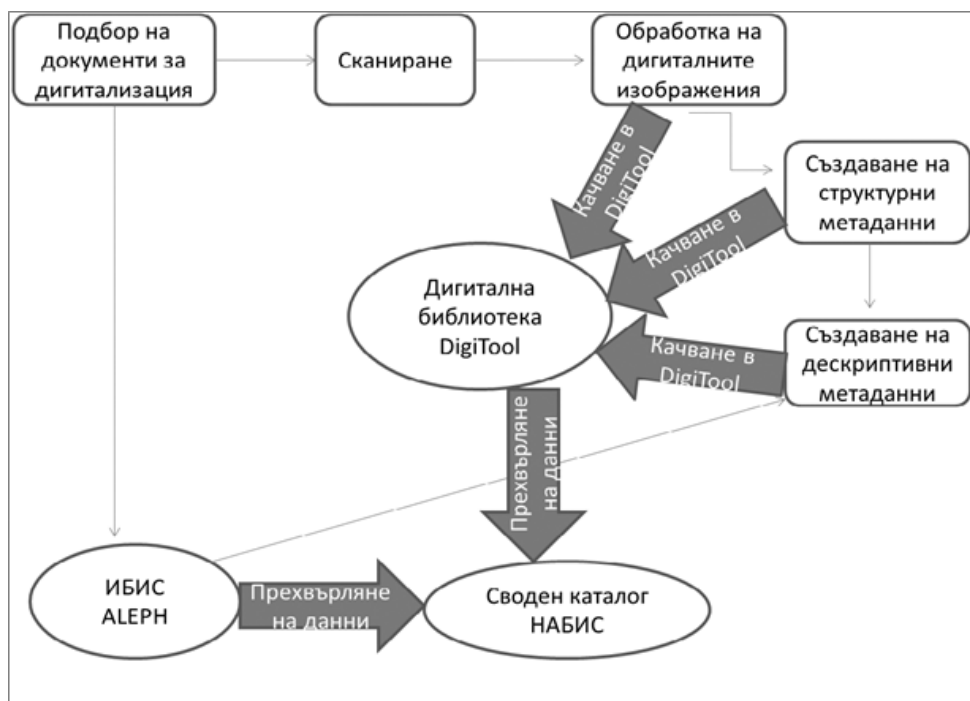 Подбор на
документи за
дигитализация
Сканиране
Обработка на
дигиталните
изображения
Качване в
DigiTool
Създаване на
структурни
метаданни
Качване в
DigiTool
Дигитална
библиотека
DigiTool
Създаване на
дескриптивни
метаданни
Качване в
DigiTool
Прехвърляне
на данни
ИБИС
ALEPH
Прехвърляне
на данни
Своден каталог
НАБИС